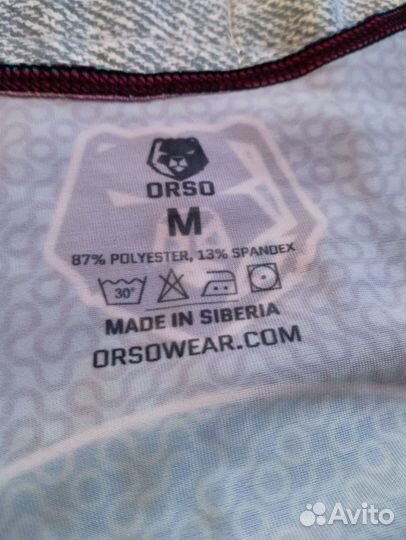 ORSO
M
87% POLYESTER, 13% SPANDEX
30°
MADE IN SIBERIA
ORSOWEAR.COM
Avito